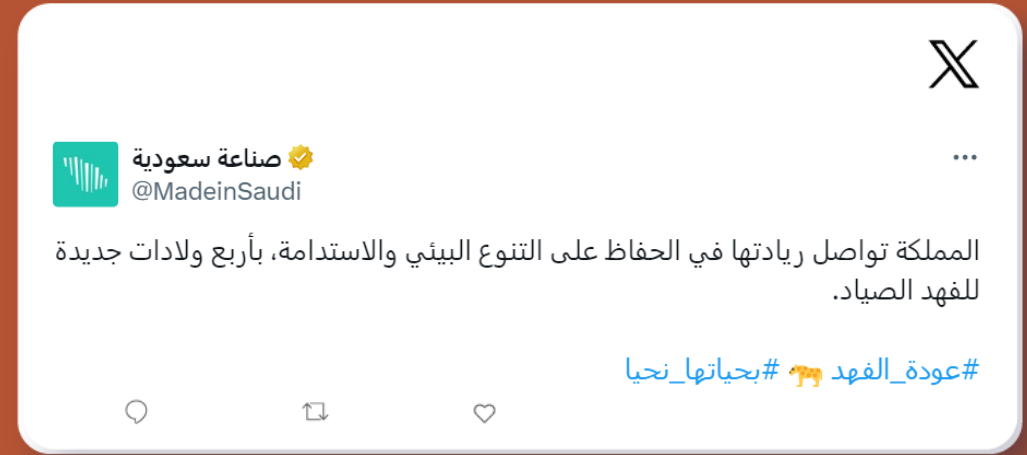 صناعة سعودية
@MadeinSaudi
المملكة تواصل ريادتها في الحفاظ على التنوع البيئي والاستدامة، بأربع ولادات جديدة
للفهد الصياد.
#عودة_الفهد 🐆 #بحياتها_نحيا